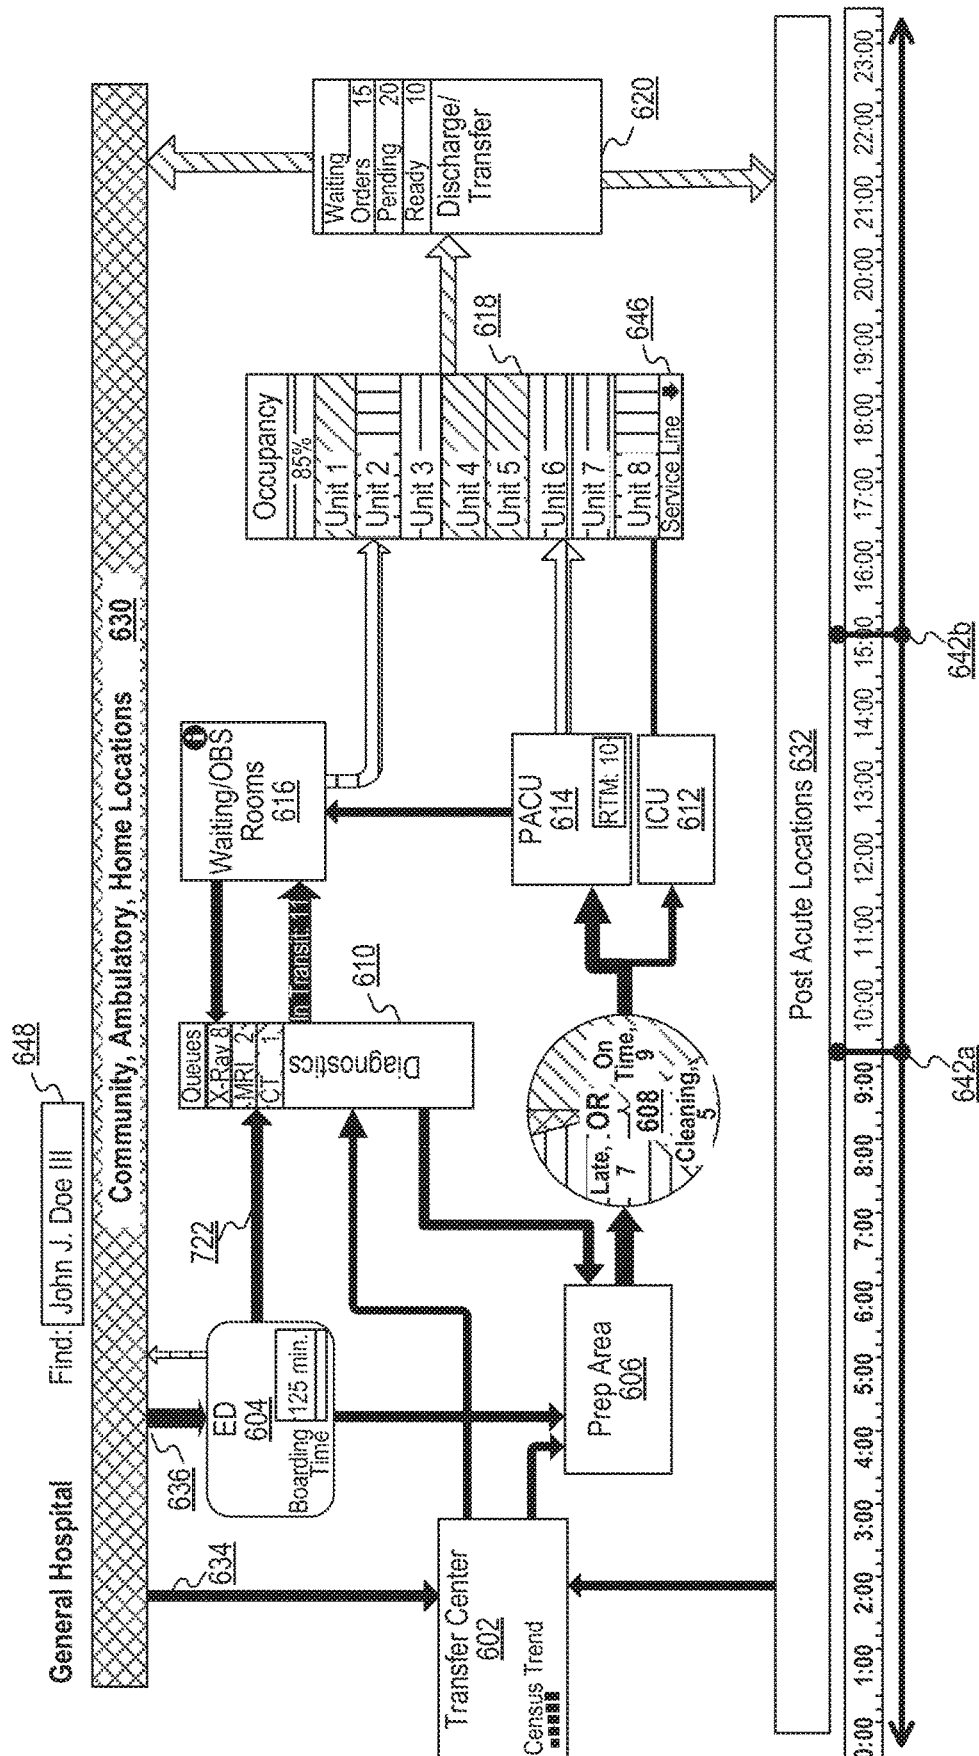 General Hospital
Find: John J. Doe III
648
Community, Ambulatory, Home Locations 630
634
636
Transfer Center
602
Census Trend
ED
604
Boarding
Time
125 min.
722
Prep Area
606
Queues
X-Ray 8
MRI 2
CT 1
Diagnostics
610
In Transit 11
Late,
7
OR
608
On
Time,
9
Cleaning,
5
Waiting/OBS
Rooms
616
PACU
614
RTM: 10
ICU
612
Occupancy
85%
Unit 1
Unit 2
Unit 3
Unit 4
Unit 5
Unit 6
Unit 7
Unit 8
Service Line
618
646
Waiting
Orders 15
Pending 20
Ready 10
Discharge/
Transfer
620
Post Acute Locations 632
0:00 1:00 2:00 3:00 4:00 5:00 6:00 7:00 8:00 9:00 10:00 11:00 12:00 13:00 14:00 15:00 16:00 17:00 18:00 19:00 20:00 21:00 22:00 23:00
642a
642b